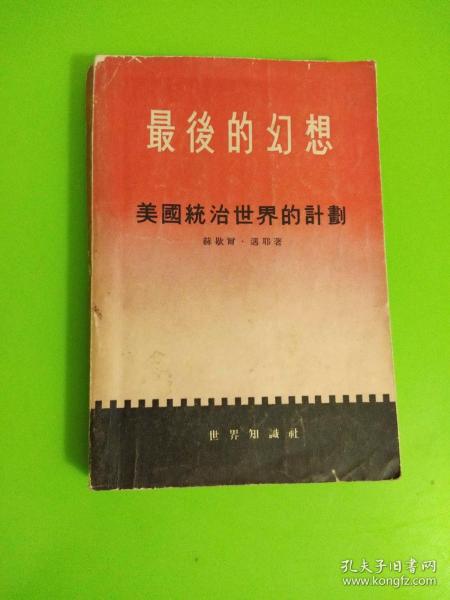 最後的幻想
美國統治世界的計劃
赫歇爾·邁耶著
世界知識社
孔夫子旧书网
www.kongfz.com